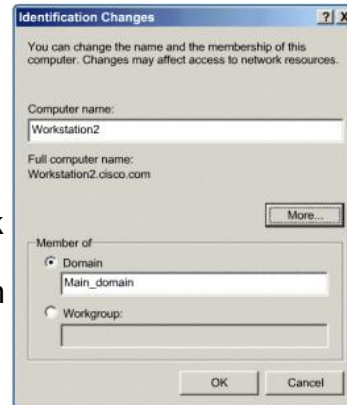 Identification Changes
You can change the name and the membership of this
computer. Changes may affect access to network resources.
Computer name:
Workstation2
Full computer name:
Workstation2.cisco.com
More...
Member of
Domain
Main_domain
Workgroup:
OK
Cancel